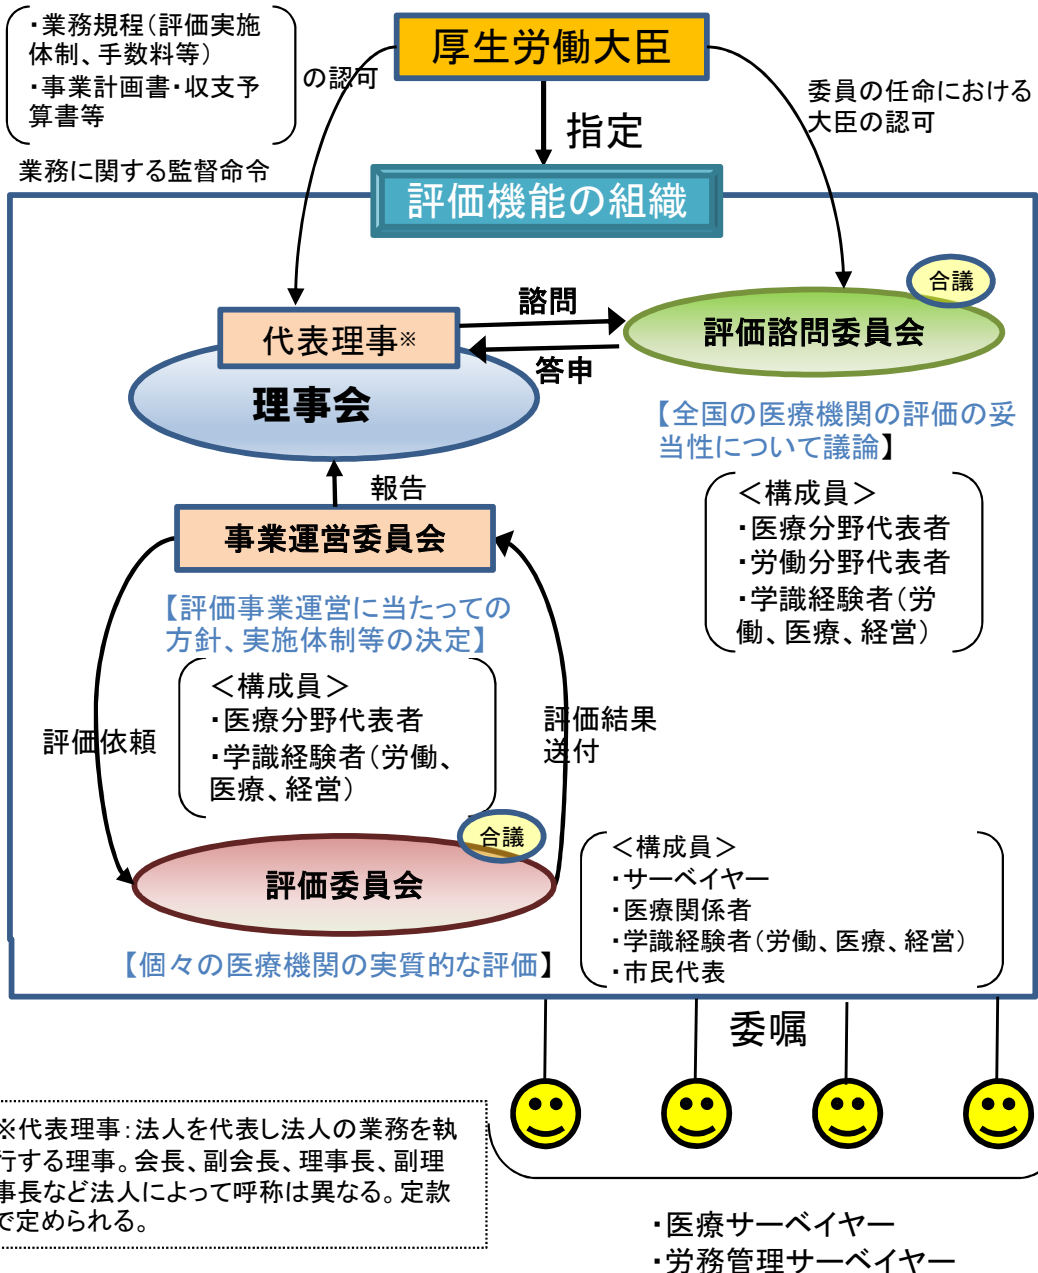 ・業務規程（評価実施
体制、手数料等）
・事業計画書・収支予
算書等
の認可
業務に関する監督命令
厚生労働大臣
指定
委員の任命における
大臣の認可
評価機能の組織
合議
代表理事※
諮問
答申
評価諮問委員会
理事会
【全国の医療機関の評価の妥
当性について議論】
＜構成員＞
・医療分野代表者
・労働分野代表者
・学識経験者（労
働、医療、経営）
報告
事業運営委員会
【評価事業運営に当たっての
方針、実施体制等の決定】
＜構成員＞
・医療分野代表者
・学識経験者（労働、
医療、経営）
評価依頼
評価結果
送付
合議
評価委員会
【個々の医療機関の実質的な評価】
＜構成員＞
・サーベイヤー
・医療関係者
・学識経験者（労働、医療、経営）
・市民代表
委嘱
※代表理事：法人を代表し法人の業務を執
行する理事。会長、副会長、理事長、副理
事長など法人によって呼称は異なる。定款
で定められる。
・医療サーベイヤー
・労務管理サーベイヤー